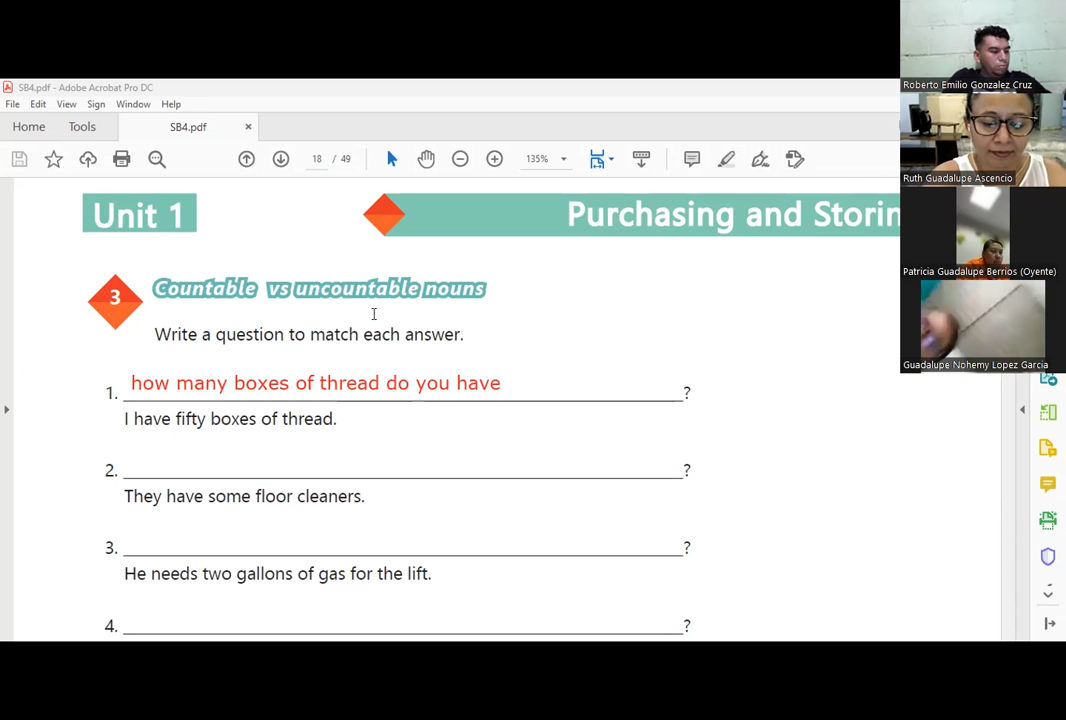 SB4.pdf - Adobe Acrobat Pro DC
File Edit View Sign Window Help
Home Tools SB4.pdf ×
18 / 49 135%
Unit 1 Purchasing and Storin
3 Countable vs uncountable nouns
Write a question to match each answer.
how many boxes of thread do you have
1. ?
I have fifty boxes of thread.
2. ?
They have some floor cleaners.
3. ?
He needs two gallons of gas for the lift.
4. ?
Roberto Emilio Gonzalez Cruz
Ruth Guadalupe Ascencio
Patricia Guadalupe Berrios (Oyente)
Guadalupe Nohemy Lopez Garcia